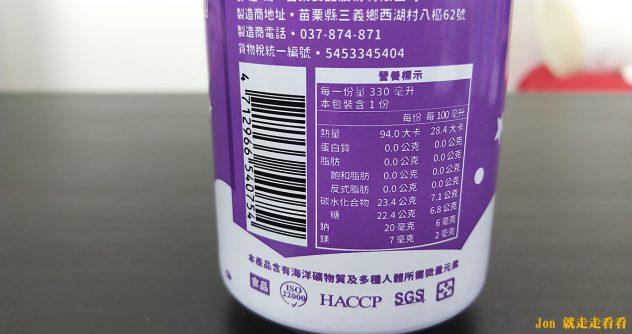 製造商地址・苗栗縣三義鄉西湖村八櫃62號
製造商電話・037-874-871
貨物稅統一編號・5453345404
4 712966 540754
營養標示
每一份量 330 毫升
本包裝含 1 份
每份 每100毫升
熱量 94.0 大卡 28.4 大卡
蛋白質 0.0 公克 0.0 公克
脂肪 0.0 公克 0.0 公克
飽和脂肪 0.0 公克 0.0 公克
反式脂肪 0.0 公克 0.0 公克
碳水化合物 23.4 公克 7.1 公克
糖 22.4 公克 6.8 公克
鈉 20 毫克 6 毫克
鎂 7 毫克 2 毫克
本產品含有海洋礦物質及多種人體所需微量元素
食品 ISO 22000 HACCP SGS
Jon 就走走看看